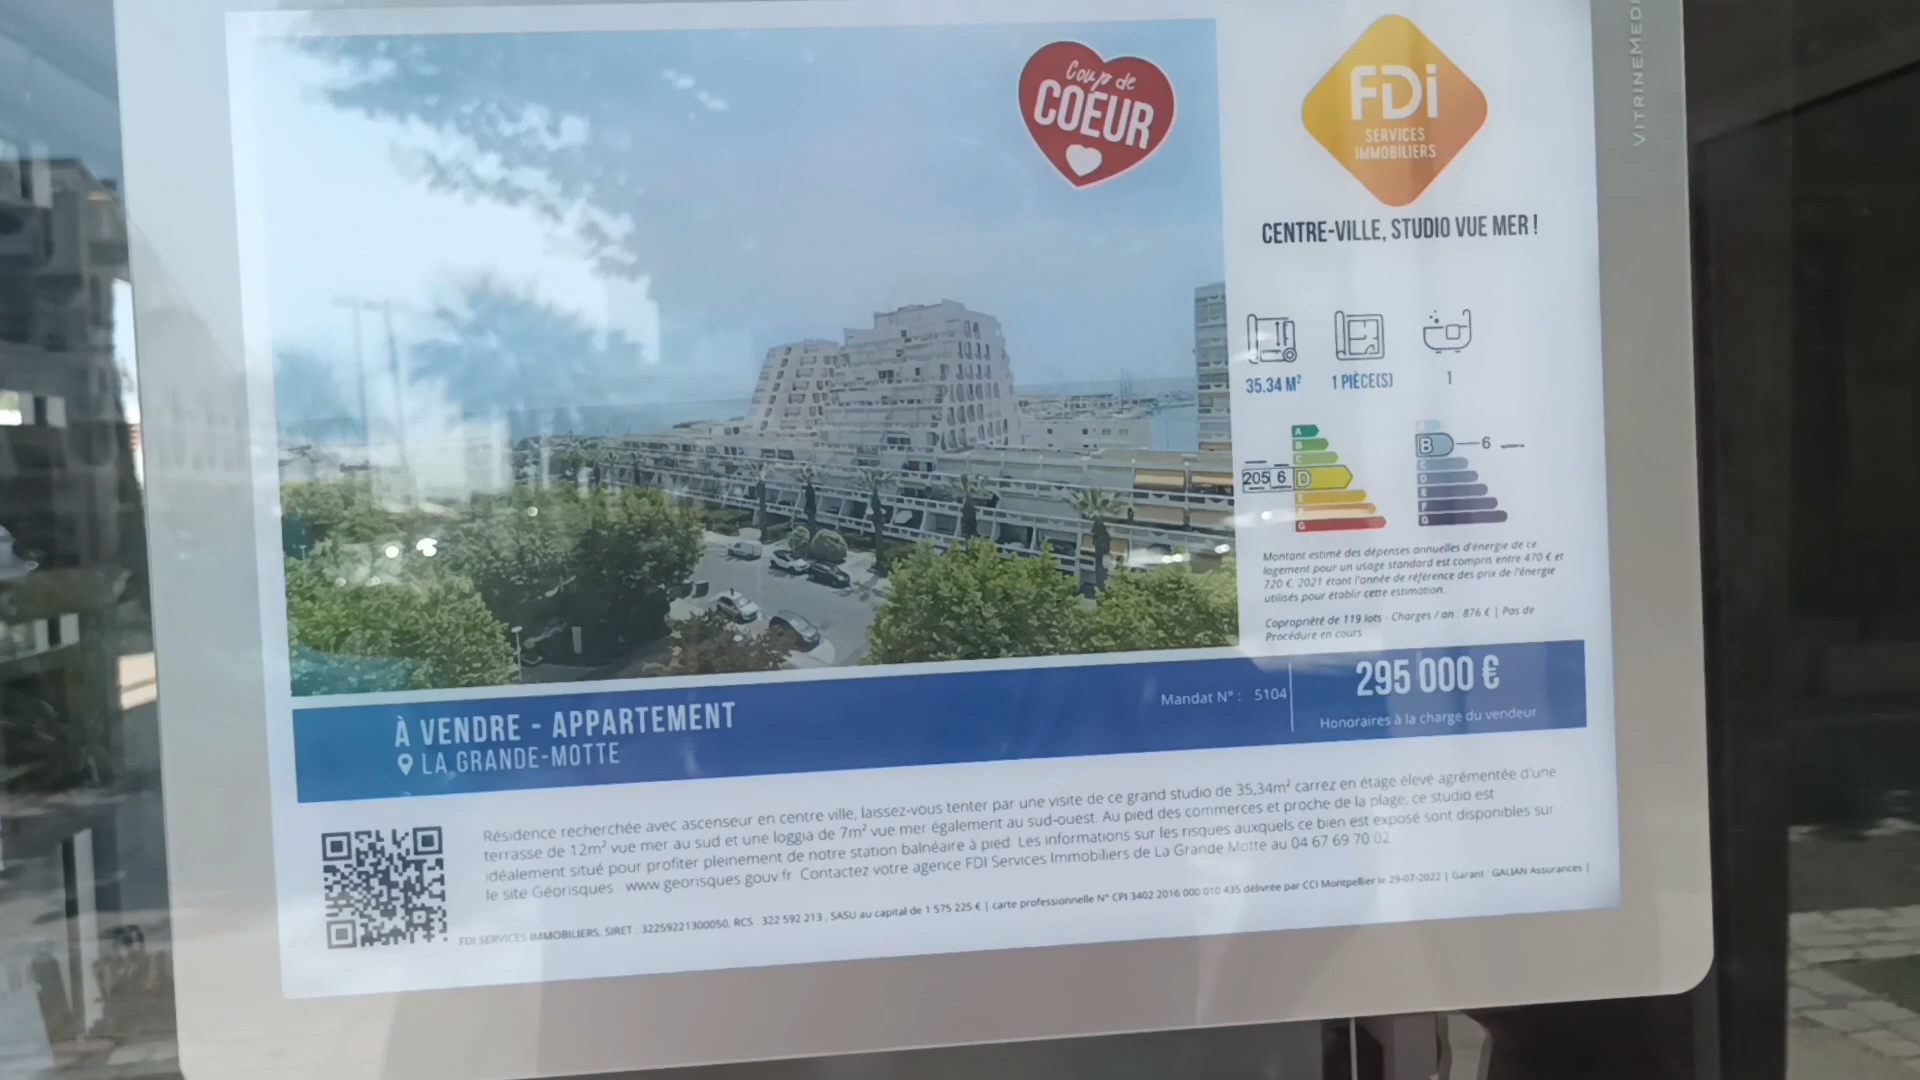 Coup de
COEUR
FDi
SERVICES
IMMOBILIERS
VITRINEMEDI
CENTRE-VILLE, STUDIO VUE MER !
35.34 M²
1 PIÈCE(S)
1
A
B
C
205 6 D
E
F
G
B 6
C
D
E
F
G
Montant estimé des dépenses annuelles d'énergie de ce
logement pour un usage standard est compris entre 470 € et
720 €. 2021 étant l'année de référence des prix de l'énergie
utilisés pour établir cette estimation.
Copropriété de 119 lots - Charges / an : 876 € | Pas de
Procédure en cours
À VENDRE - APPARTEMENT
LA GRANDE-MOTTE
Mandat N° : 5104
295 000 €
Honoraires à la charge du vendeur
Résidence recherchée avec ascenseur en centre ville, laissez-vous tenter par une visite de ce grand studio de 35,34m² carrez en étage élevé agrémentée d'une
terrasse de 12m² vue mer au sud et une loggia de 7m² vue mer également au sud-ouest. Au pied des commerces et proche de la plage, ce studio est
idéalement situé pour profiter pleinement de notre station balnéaire à pied. Les informations sur les risques auxquels ce bien est exposé sont disponibles sur
le site Géorisques : www.georisques.gouv.fr. Contactez votre agence FDI Services Immobiliers de La Grande Motte au 04 67 69 70 02
FDI SERVICES IMMOBILIERS, SIRET : 32259221300050, RCS : 322 592 213 , SASU au capital de 1 575 225 € | carte professionnelle N° CPI 3402 2016 000 010 435 délivrée par CCI Montpellier le 29-07-2022 | Garant : GALIAN Assurances |